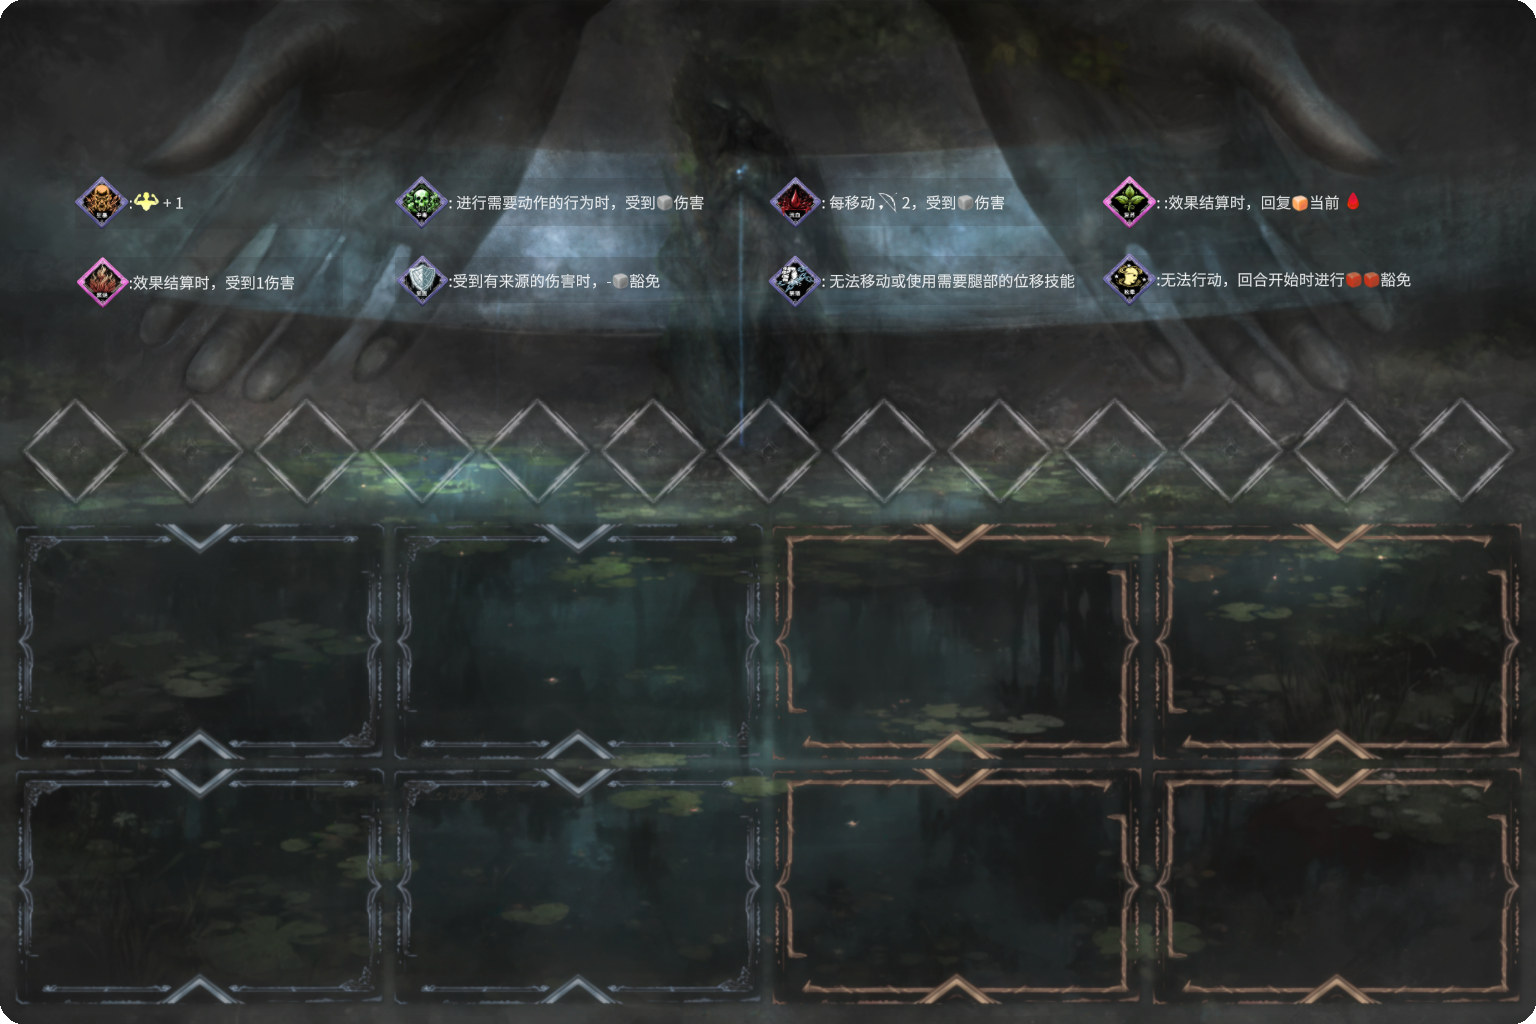 :+1
: 进行需要动作的行为时，受到伤害
: 每移动 2，受到伤害
: :效果结算时，回复当前
:效果结算时，受到1伤害
:受到有来源的伤害时，-豁免
: 无法移动或使用需要腿部的位移技能
:无法行动，回合开始时进行豁免